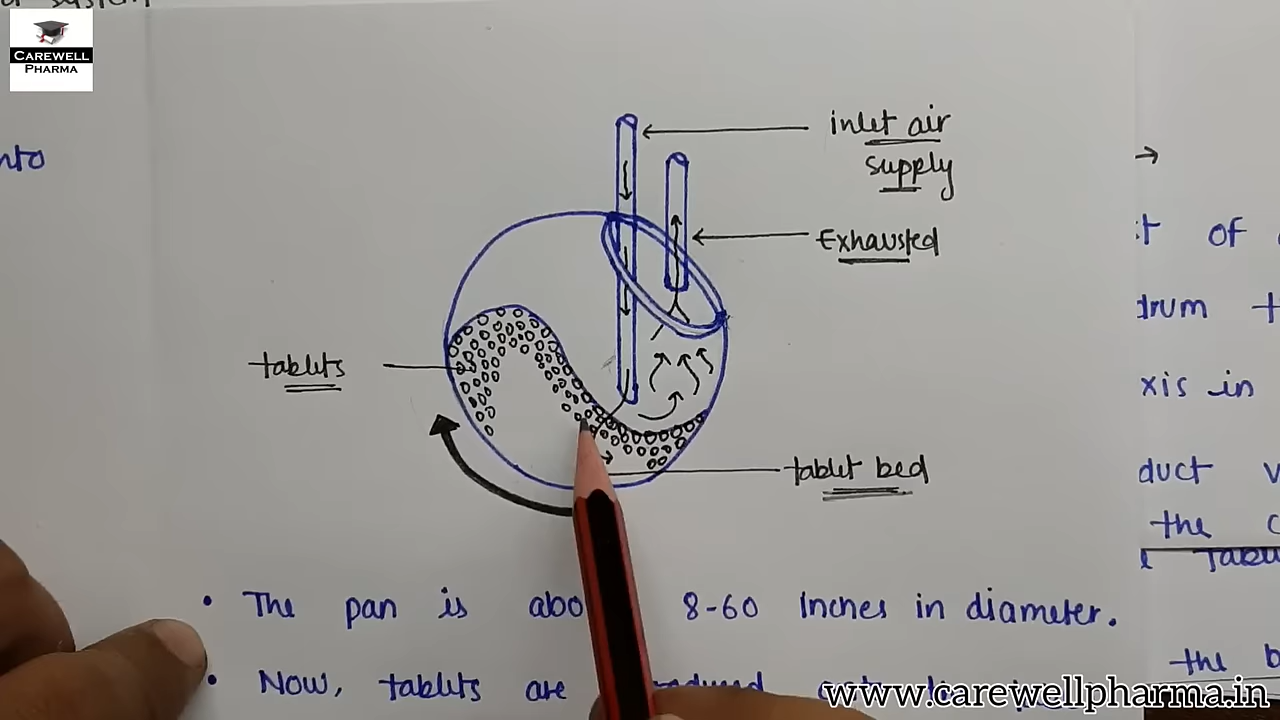 system
CAREWELL
PHARMA
inlet air
supply
Exhausted
tablets
tablet bed
• The pan is abo 8-60 Inches in diameter.
• Now, tablets are
nto
→
of
drum
xis in
duct
the
the
www.carewellpharma.in